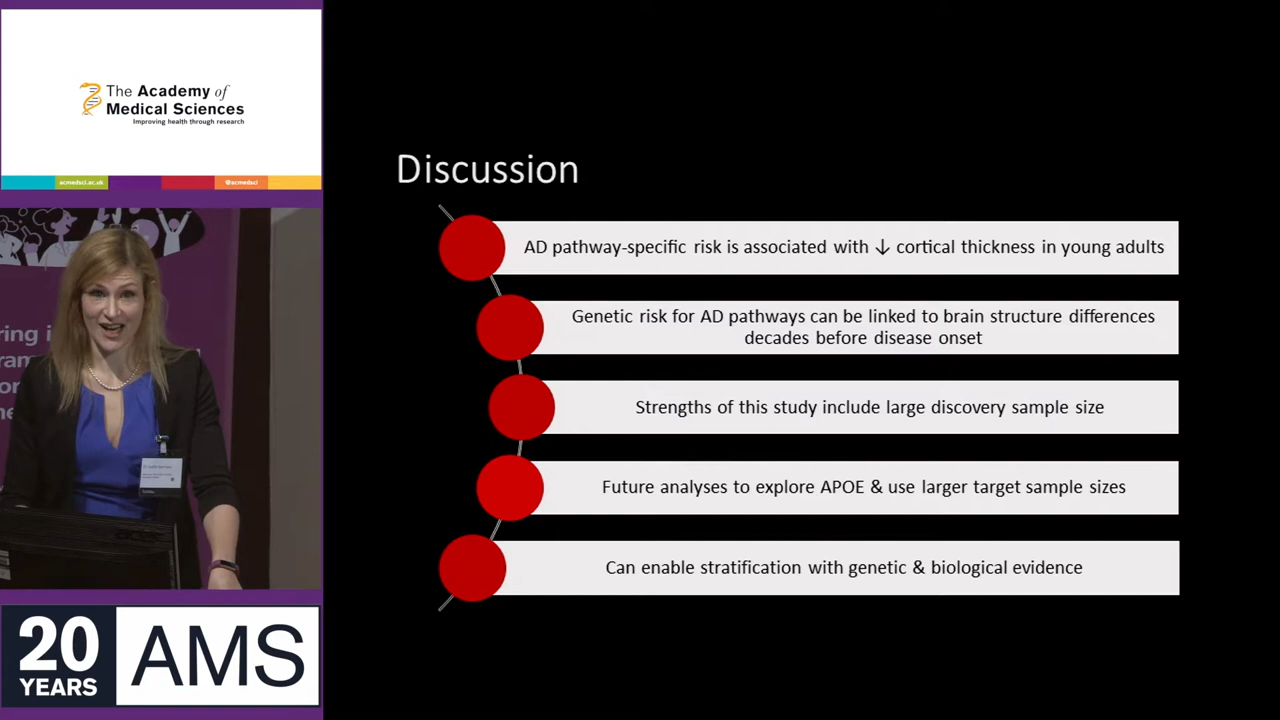 The Academy of
Medical Sciences
Improving health through research
acmedsci.ac.uk
@acmedsci
20
YEARS
AMS
Discussion
AD pathway-specific risk is associated with ↓ cortical thickness in young adults
Genetic risk for AD pathways can be linked to brain structure differences
decades before disease onset
Strengths of this study include large discovery sample size
Future analyses to explore APOE & use larger target sample sizes
Can enable stratification with genetic & biological evidence